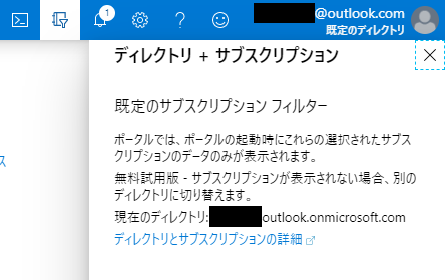 1
@outlook.com
既定のディレクトリ
ディレクトリ + サブスクリプション
既定のサブスクリプション フィルター
ポータルでは、ポータルの起動時にこれらの選択されたサブス
クリプションのデータのみが表示されます。
無料試用版 - サブスクリプションが表示されない場合、別の
ディレクトリに切り替えます。
現在のディレクトリ:outlook.onmicrosoft.com
ディレクトリとサブスクリプションの詳細
ス